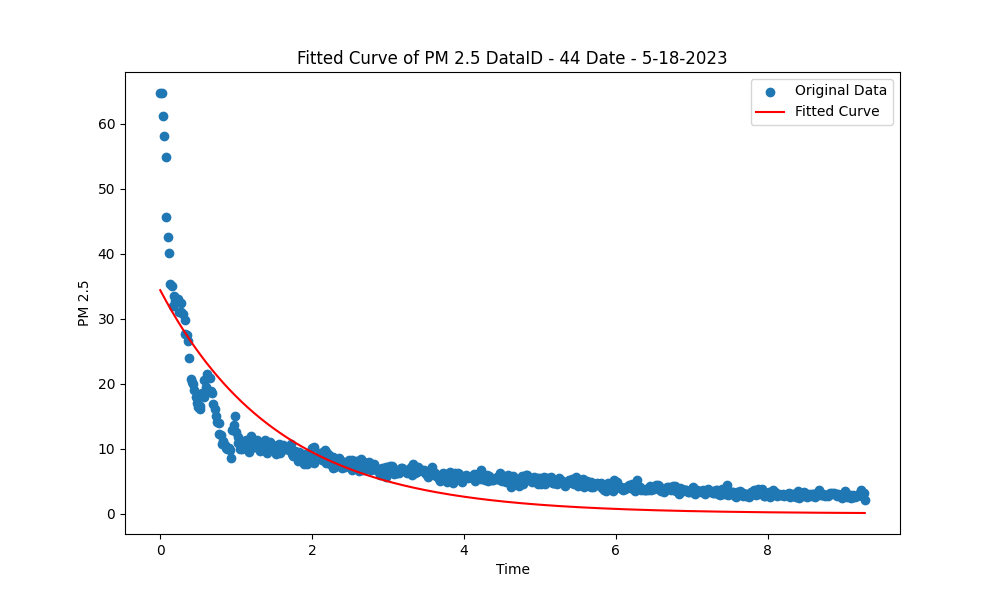 Fitted Curve of PM 2.5 DataID - 44 Date - 5-18-2023
Original Data
Fitted Curve
60
50
40
30
20
10
0
PM 2.5
0 2 4 6 8
Time